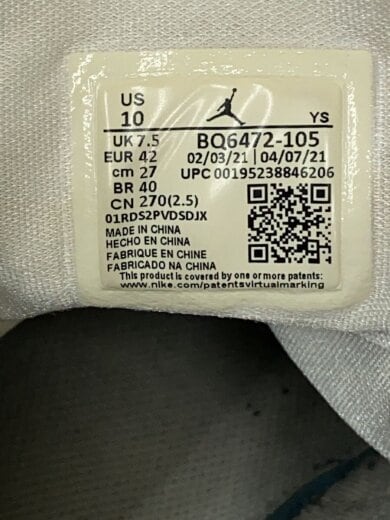 US
10 YS
UK 7.5 BQ6472-105
EUR 42 02/03/21 | 04/07/21
cm 27 UPC 00195238846206
BR 40
CN 270(2.5)
01RDS2PVDSDJX
MADE IN CHINA
HECHO EN CHINA
FABRIQUE EN CHINE
FABRICADO NA CHINA
This product is covered by one or more patents:
www.nike.com/patentsvirtualmarking